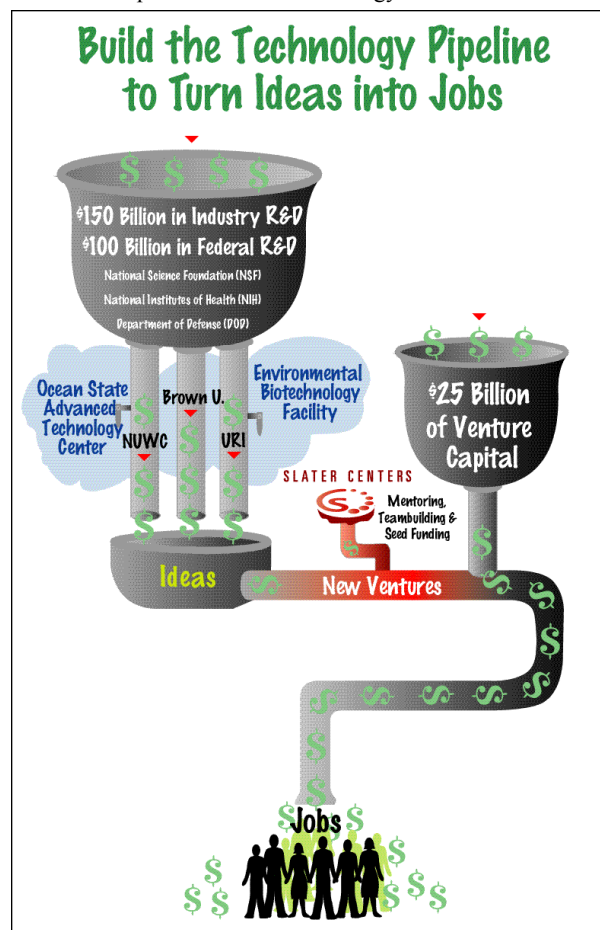 Build the Technology Pipeline
to Turn Ideas into Jobs
$ $ $ $
$150 Billion in Industry R&D
$100 Billion in Federal R&D
National Science Foundation (NSF)
National Institutes of Health (NIH)
Department of Defense (DOD)
Ocean State
Advanced
Technology
Center
NUWC
Brown U.
URI
Environmental
Biotechnology
Facility
$ $ $
$25 Billion
of Venture
Capital
SLATER CENTERS
S
Mentoring,
Teambuilding &
Seed Funding
Ideas
New Ventures
Jobs